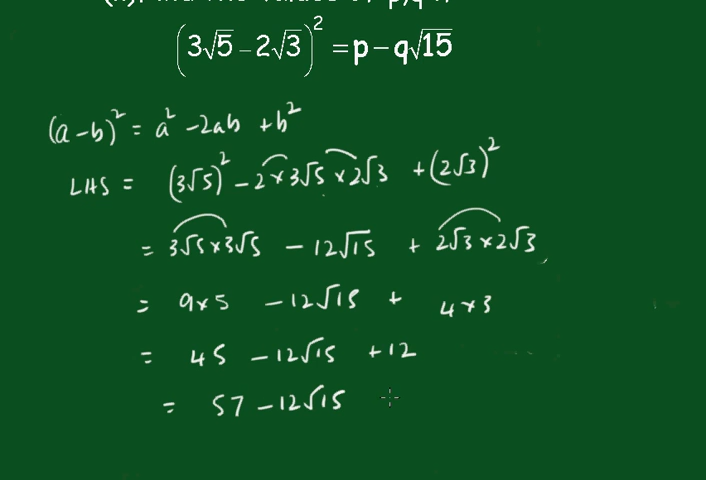 (3√5 - 2√3)² = p - q√15
(a - b)² = a² - 2ab + b²
LHS = (3√5)² - 2 × 3√5 × 2√3 + (2√3)²
= 3√5 × 3√5 - 12√15 + 2√3 × 2√3
= 9 × 5 - 12√15 + 4 × 3
= 45 - 12√15 + 12
= 57 - 12√15